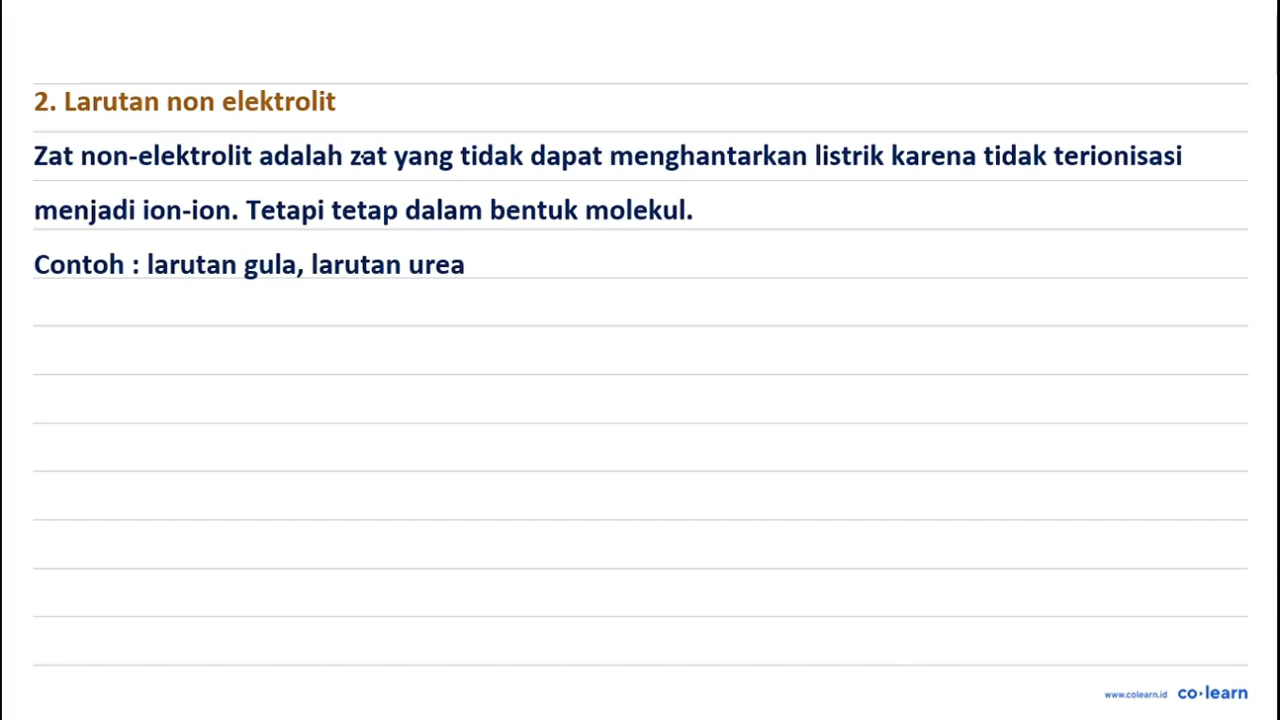 2. Larutan non elektrolit
Zat non-elektrolit adalah zat yang tidak dapat menghantarkan listrik karena tidak terionisasi
menjadi ion-ion. Tetapi tetap dalam bentuk molekul.
Contoh : larutan gula, larutan urea
www.colearn.id co·learn